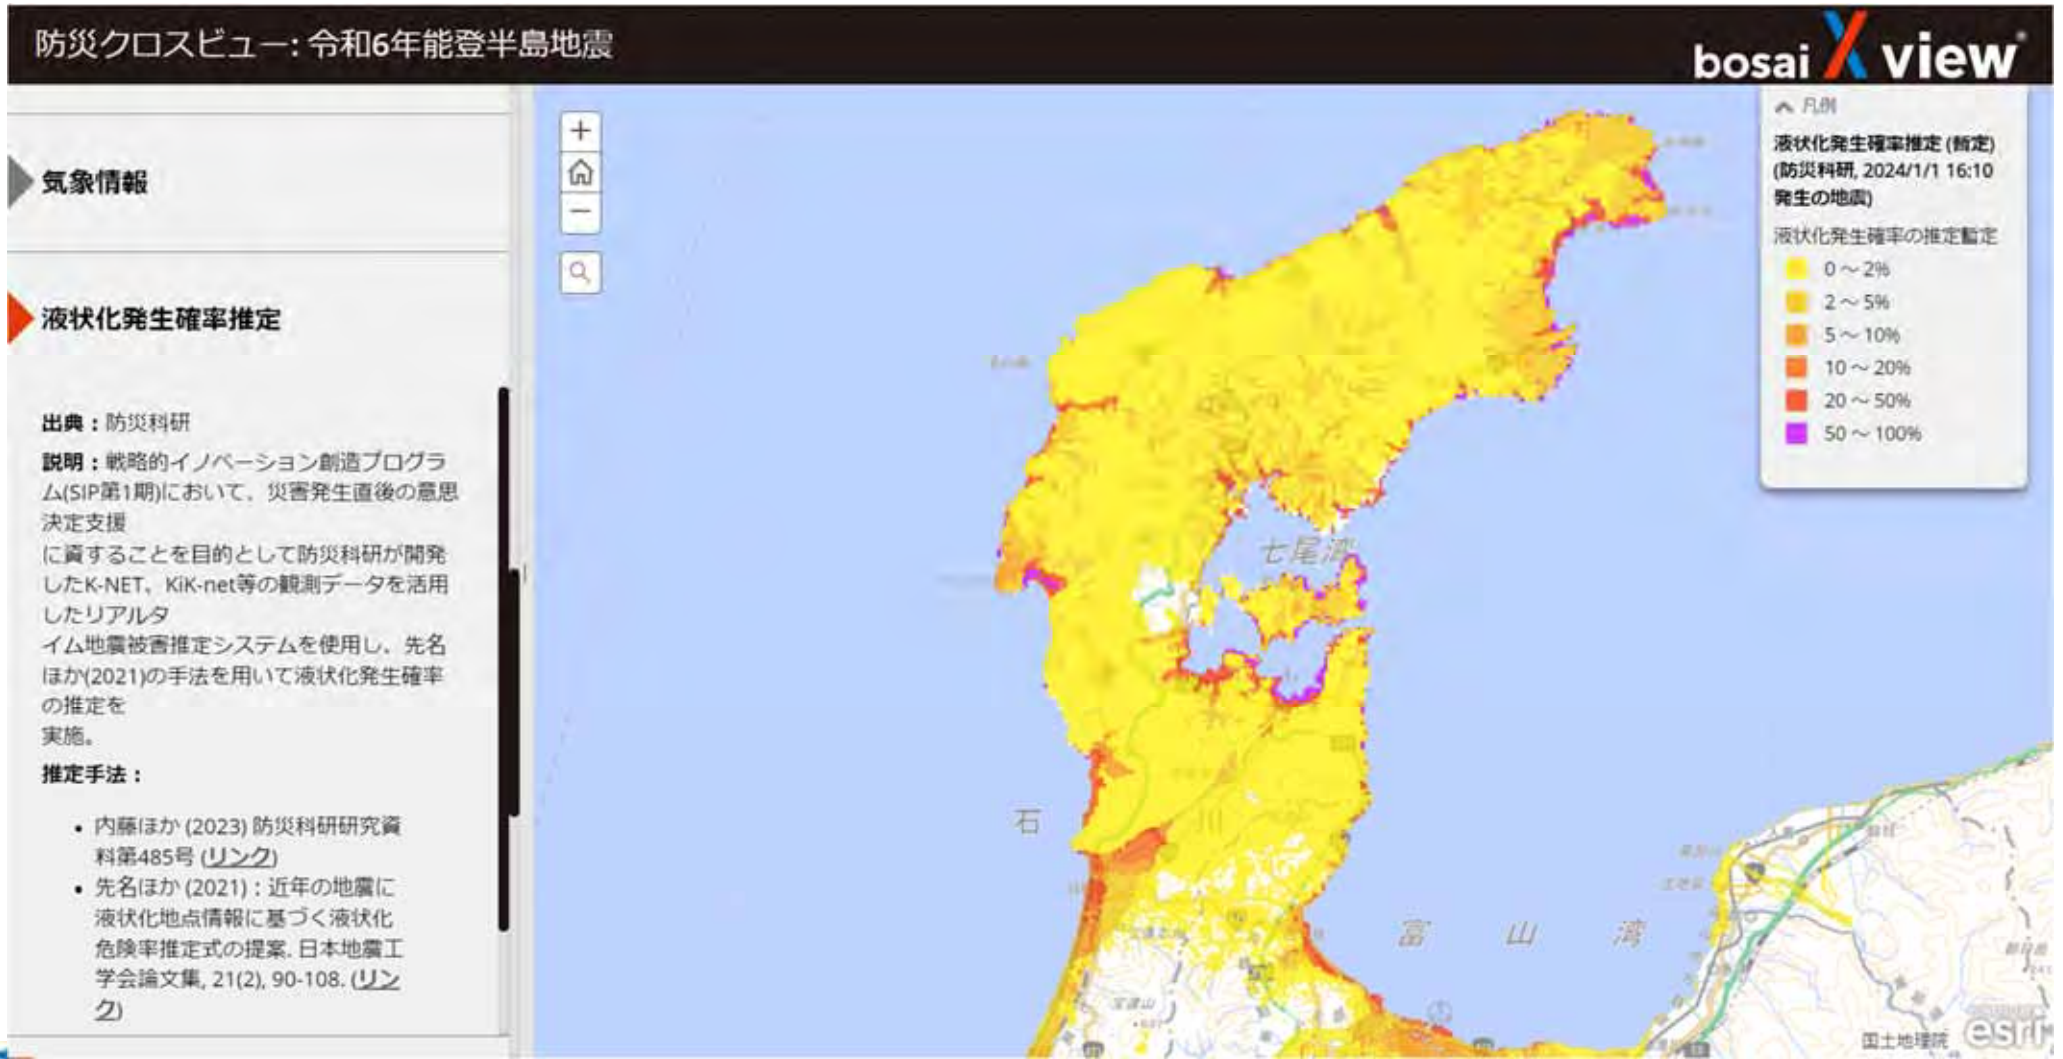 防災クロスビュー: 令和6年能登半島地震
bosai X view
気象情報
液状化発生確率推定
出典：防災科研
説明：戦略的イノベーション創造プログラ
ム(SIP第1期)において、災害発生直後の意思
決定支援
に資することを目的として防災科研が開発
したK-NET、KiK-net等の観測データを活用
したリアルタ
イム地震被害推定システムを使用し、先名
ほか(2021)の手法を用いて液状化発生確率
の推定を
実施。
推定手法：
• 内藤ほか (2023) 防災科研研究資
料第485号 (リンク)
• 先名ほか (2021)：近年の地震に
液状化地点情報に基づく液状化
危険率推定式の提案. 日本地震工
学会論文集, 21(2), 90-108. (リン
ク)
凡例
液状化発生確率推定 (暫定)
(防災科研, 2024/1/1 16:10
発生の地震)
液状化発生確率の推定暫定
0～2%
2～5%
5～10%
10～20%
20～50%
50～100%
七尾湾
石川
富山湾
宝達山
国土地理院
esri